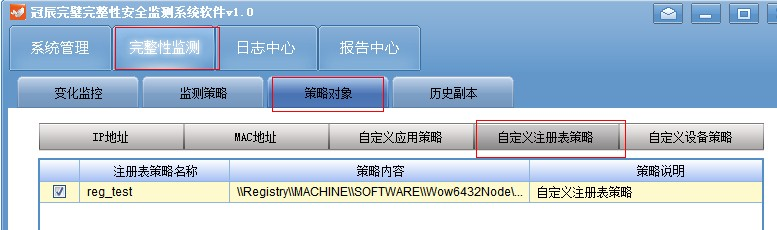 冠辰完璧完整性安全监测系统软件v1.0
系统管理 完整性监测 日志中心 报告中心
变化监控 监测策略 策略对象 历史副本
IP地址 MAC地址 自定义应用策略 自定义注册表策略 自定义设备策略
注册表策略名称 策略内容 策略说明
reg_test \\Registry\\MACHINE\\SOFTWARE\\Wow6432Node\... 自定义注册表策略